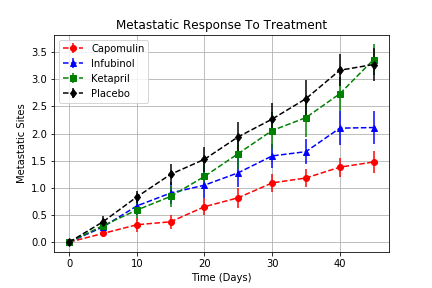 Metastatic Response To Treatment
Capomulin
Infubinol
Ketapril
Placebo
Metastatic Sites
3.5
3.0
2.5
2.0
1.5
1.0
0.5
0.0
0 10 20 30 40
Time (Days)